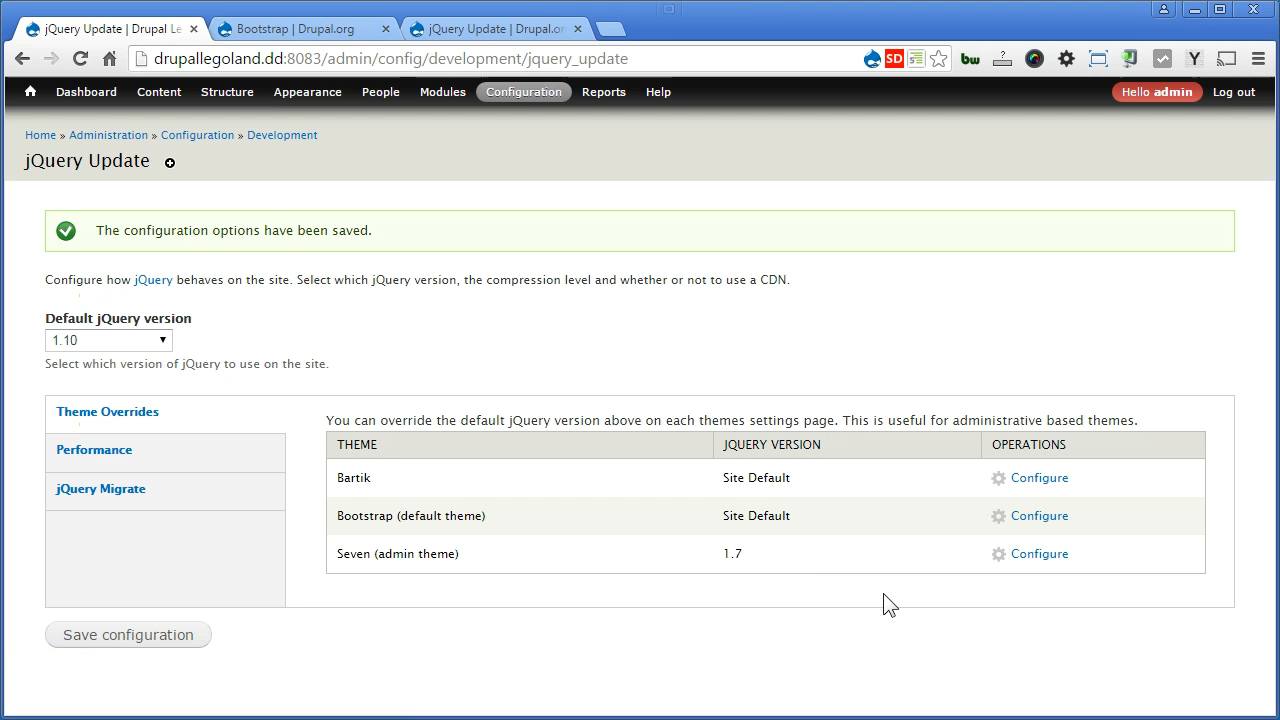 jQuery Update | Drupal Le
Bootstrap | Drupal.org
jQuery Update | Drupal.or
drupallegoland.dd:8083/admin/config/development/jquery_update
SD
bw
Y
Dashboard Content Structure Appearance People Modules Configuration Reports Help Hello admin Log out
Home » Administration » Configuration » Development
jQuery Update
The configuration options have been saved.
Configure how jQuery behaves on the site. Select which jQuery version, the compression level and whether or not to use a CDN.
Default jQuery version
1.10
Select which version of jQuery to use on the site.
Theme Overrides
Performance
jQuery Migrate
You can override the default jQuery version above on each themes settings page. This is useful for administrative based themes.
THEME JQUERY VERSION OPERATIONS
Bartik Site Default Configure
Bootstrap (default theme) Site Default Configure
Seven (admin theme) 1.7 Configure
Save configuration